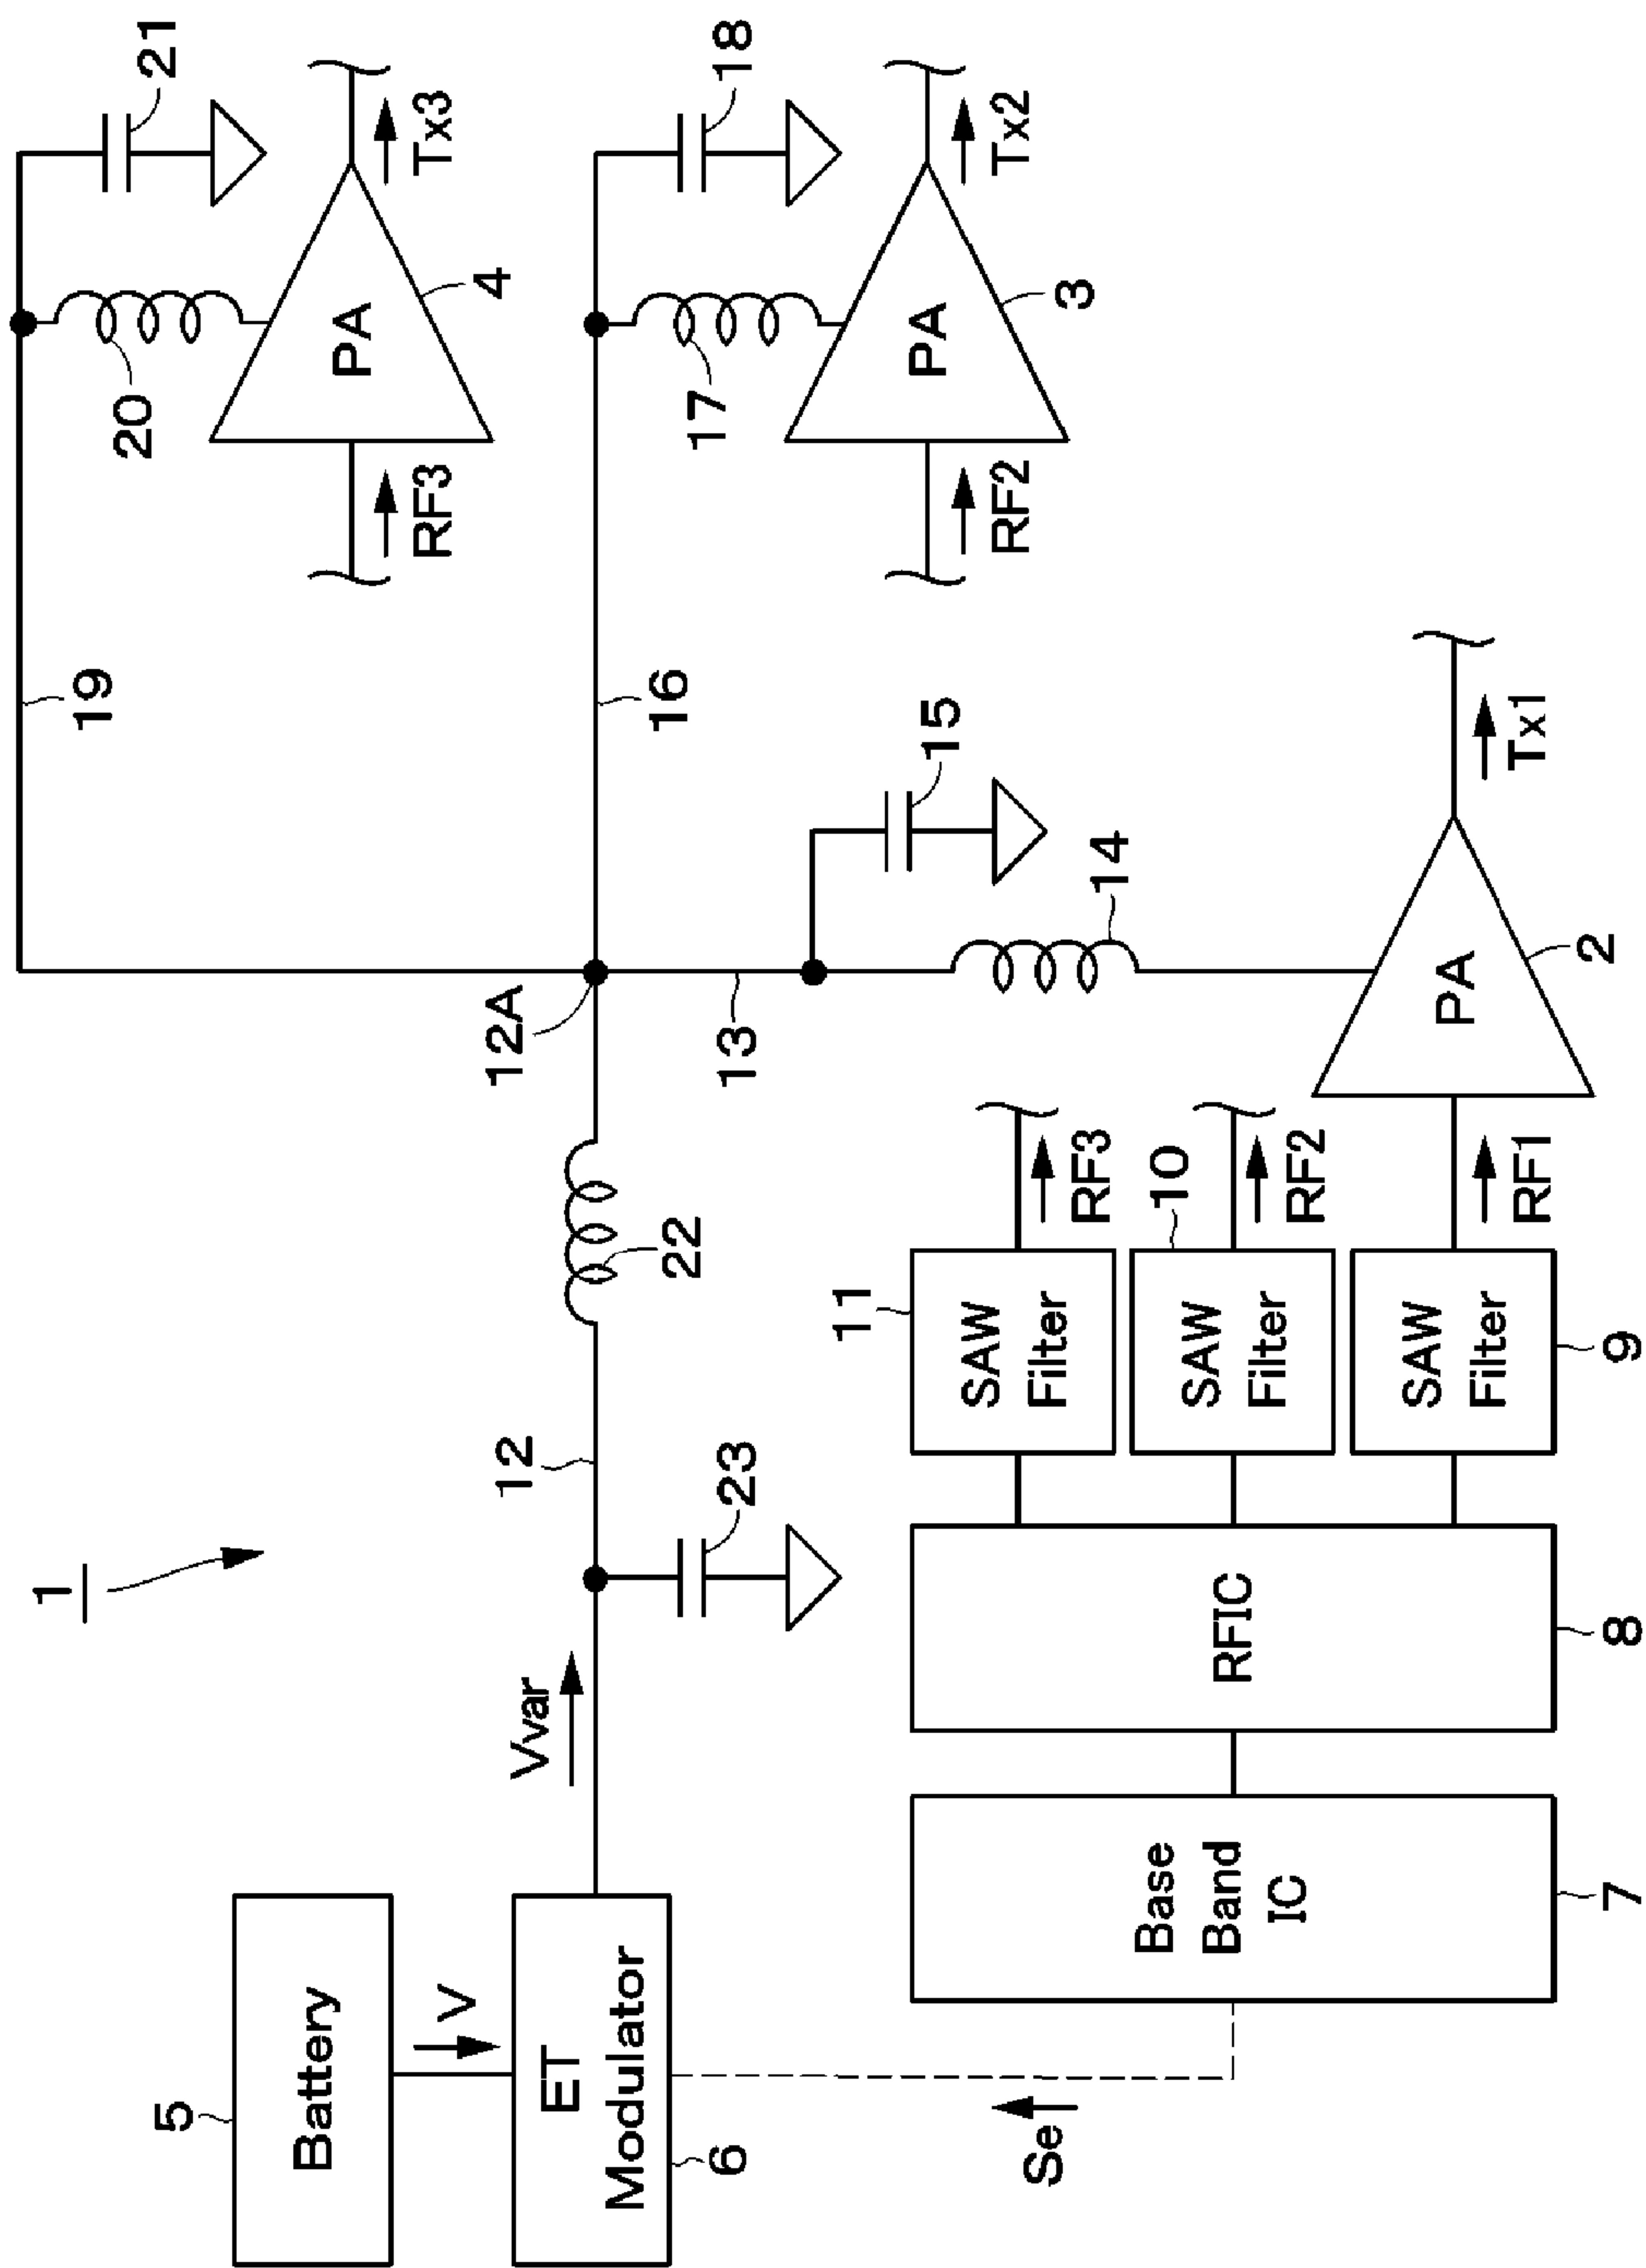 1
5
Battery
V
ET
Modulator
6
Se
Vvar
12
23
22
12A
19
20
21
PA
4
RF3
Tx3
16
17
18
PA
3
RF2
Tx2
13
15
14
PA
2
Tx1
11
SAW
Filter
RF3
10
SAW
Filter
RF2
SAW
Filter
9
RF1
RFIC
8
Base
Band
IC
7